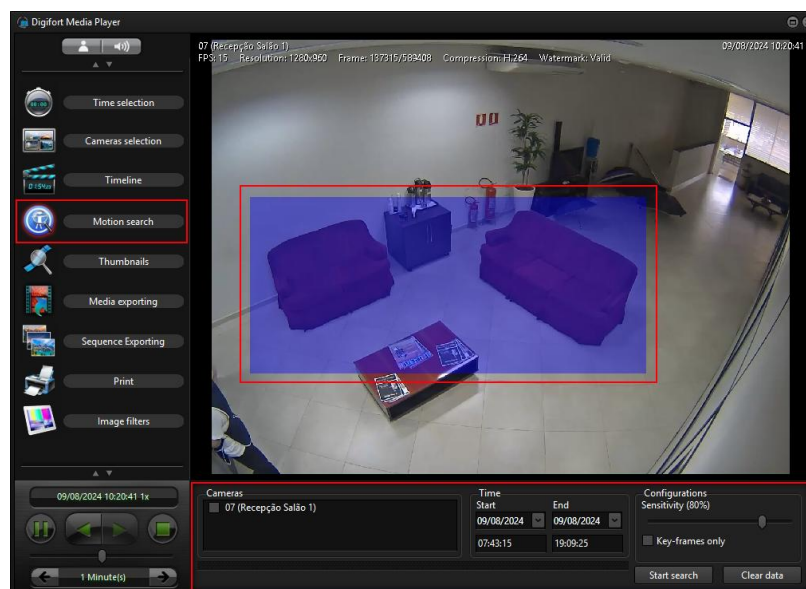 Digifort Media Player
Time selection
Cameras selection
Timeline
Motion search
Thumbnails
Media exporting
Sequence Exporting
Print
Image filters
09/08/2024 10:20:41 1x
1 Minute(s)
07 (Recepção Salão 1)
09/08/2024 10:20:41
FPS: 15 Resolution: 1280x960 Frame: 137315/589408 Compression: H.264 Watermark: Valid
Cameras
07 (Recepção Salão 1)
Time
Start End
09/08/2024 09/08/2024
07:43:15 19:09:25
Configurations
Sensitivity (80%)
Key-frames only
Start search Clear data